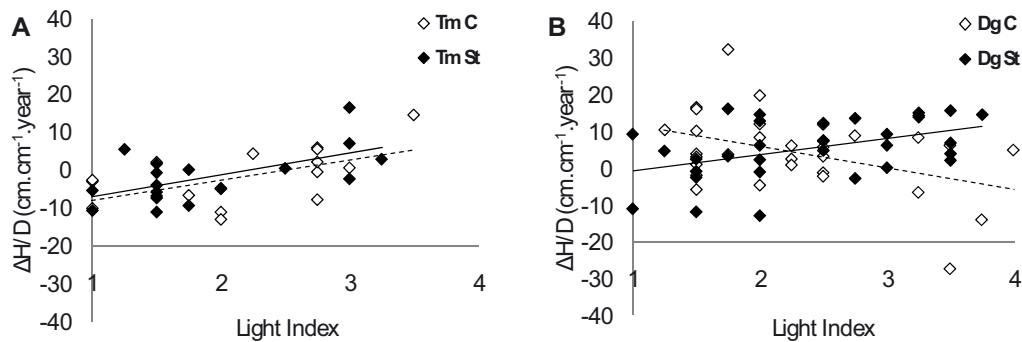 A
B
ΔH/D (cm.cm⁻¹.year⁻¹)
40
30
20
10
0
-10
-20
-30
-40
1 2 3 4
Light Index
Tm C
Tm St
ΔH/D (cm.cm⁻¹.year⁻¹)
40
30
20
10
0
-10
-20
-30
-40
1 2 3 4
Light Index
Dg C
Dg St